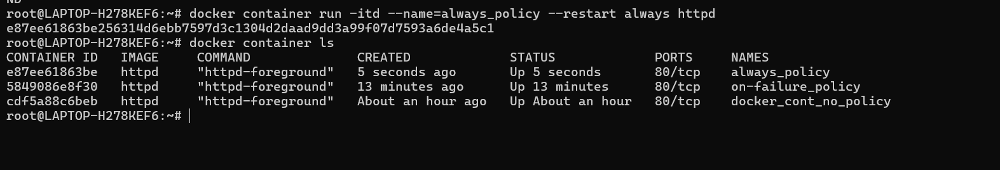 ND
root@LAPTOP-H278KEF6:~# docker container run -itd --name=always_policy --restart always httpd
e87ee61863be256314d6ebb7597d3c1304d2daad9dd3a99f07d7593a6de4a5c1
root@LAPTOP-H278KEF6:~# docker container ls
CONTAINER ID   IMAGE     COMMAND              CREATED             STATUS             PORTS     NAMES
e87ee61863be   httpd     "httpd-foreground"   5 seconds ago       Up 5 seconds       80/tcp    always_policy
5849086e8f30   httpd     "httpd-foreground"   13 minutes ago      Up 13 minutes      80/tcp    on-failure_policy
cdf5a88c6beb   httpd     "httpd-foreground"   About an hour ago   Up About an hour   80/tcp    docker_cont_no_policy
root@LAPTOP-H278KEF6:~#